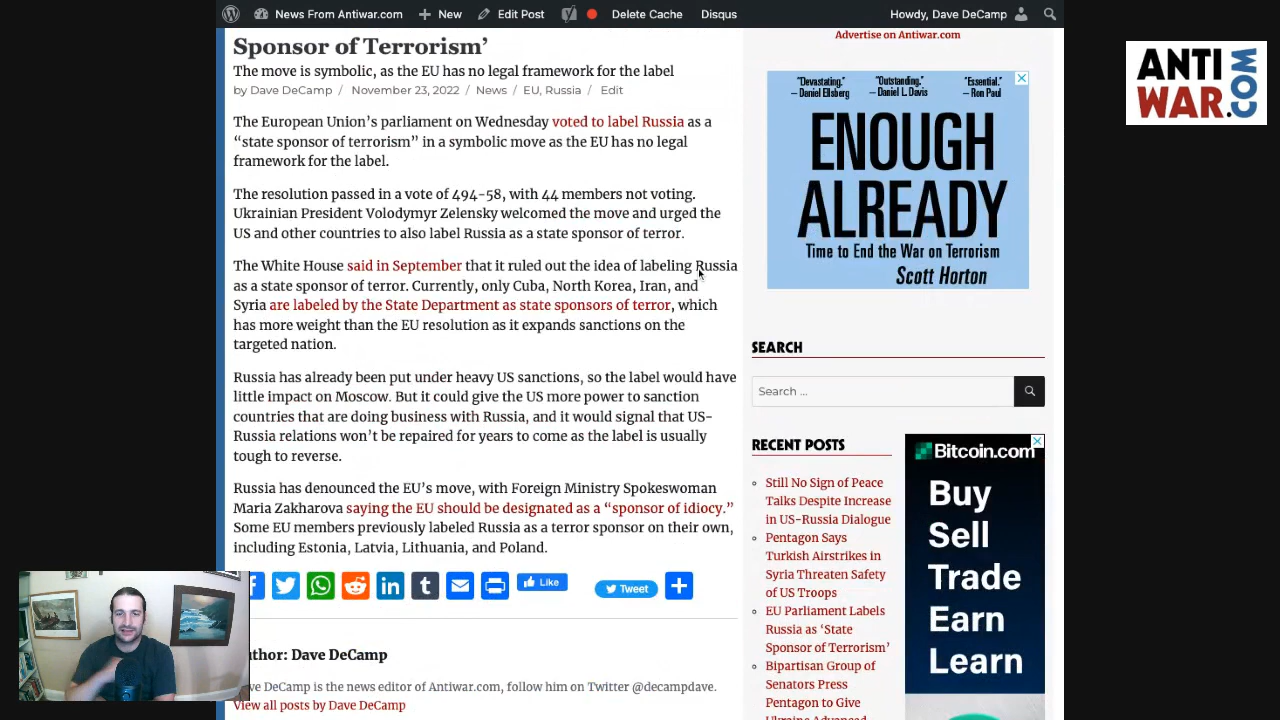 News From Antiwar.com
New
Edit Post
Delete Cache
Disqus
Howdy, Dave DeCamp
Sponsor of Terrorism’
The move is symbolic, as the EU has no legal framework for the label
by Dave DeCamp / November 23, 2022 / News / EU, Russia / Edit
The European Union’s parliament on Wednesday voted to label Russia as a
“state sponsor of terrorism” in a symbolic move as the EU has no legal
framework for the label.
The resolution passed in a vote of 494-58, with 44 members not voting.
Ukrainian President Volodymyr Zelensky welcomed the move and urged the
US and other countries to also label Russia as a state sponsor of terror.
The White House said in September that it ruled out the idea of labeling Russia
as a state sponsor of terror. Currently, only Cuba, North Korea, Iran, and
Syria are labeled by the State Department as state sponsors of terror, which
has more weight than the EU resolution as it expands sanctions on the
targeted nation.
Russia has already been put under heavy US sanctions, so the label would have
little impact on Moscow. But it could give the US more power to sanction
countries that are doing business with Russia, and it would signal that US-
Russia relations won’t be repaired for years to come as the label is usually
tough to reverse.
Russia has denounced the EU’s move, with Foreign Ministry Spokeswoman
Maria Zakharova saying the EU should be designated as a “sponsor of idiocy.”
Some EU members previously labeled Russia as a terror sponsor on their own,
including Estonia, Latvia, Lithuania, and Poland.
Like
Tweet
thor: Dave DeCamp
ve DeCamp is the news editor of Antiwar.com, follow him on Twitter @decampdave.
View all posts by Dave DeCamp
Advertise on Antiwar.com
"Devastating." "Outstanding." "Essential."
– Daniel Ellsberg – Daniel L. Davis – Ron Paul
ENOUGH
ALREADY
Time to End the War on Terrorism
Scott Horton
SEARCH
Search ...
RECENT POSTS
Still No Sign of Peace
Talks Despite Increase
in US-Russia Dialogue
Pentagon Says
Turkish Airstrikes in
Syria Threaten Safety
of US Troops
EU Parliament Labels
Russia as ‘State
Sponsor of Terrorism’
Bipartisan Group of
Senators Press
Pentagon to Give
Ukraine Advanced
Bitcoin.com
Buy
Sell
Trade
Earn
Learn
ANTI
WAR.COM